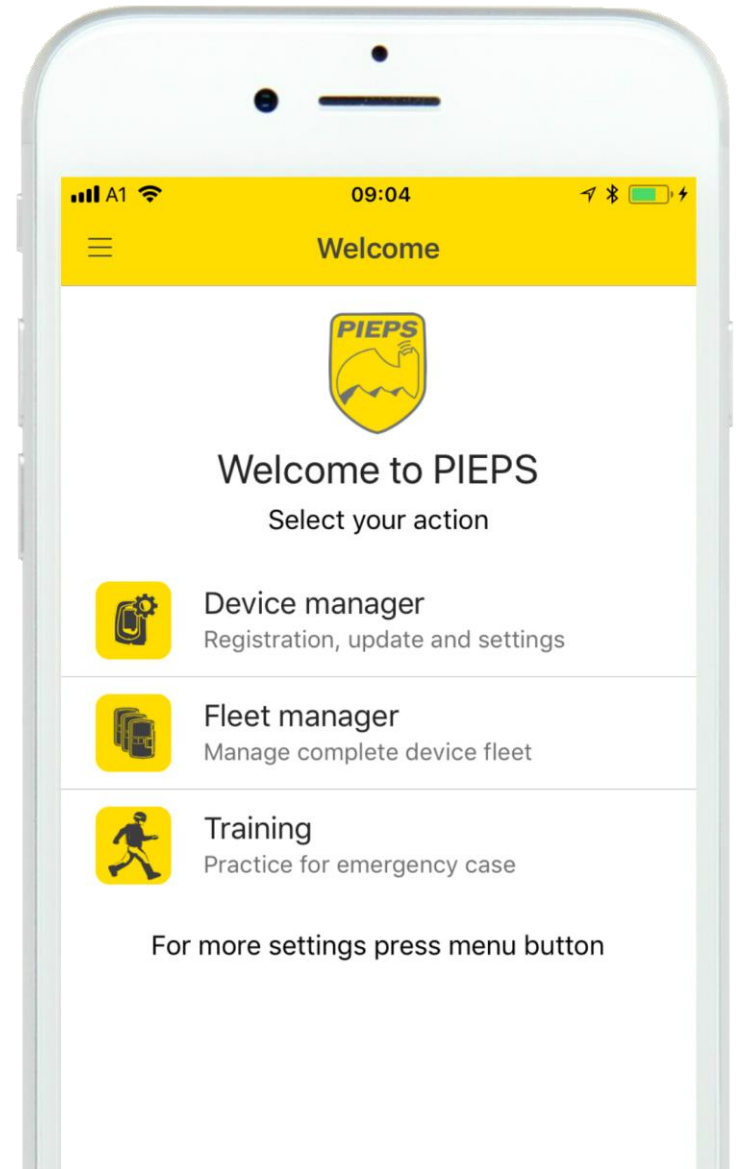 A1 09:04
Welcome
PIEPS
Welcome to PIEPS
Select your action
Device manager
Registration, update and settings
Fleet manager
Manage complete device fleet
Training
Practice for emergency case
For more settings press menu button